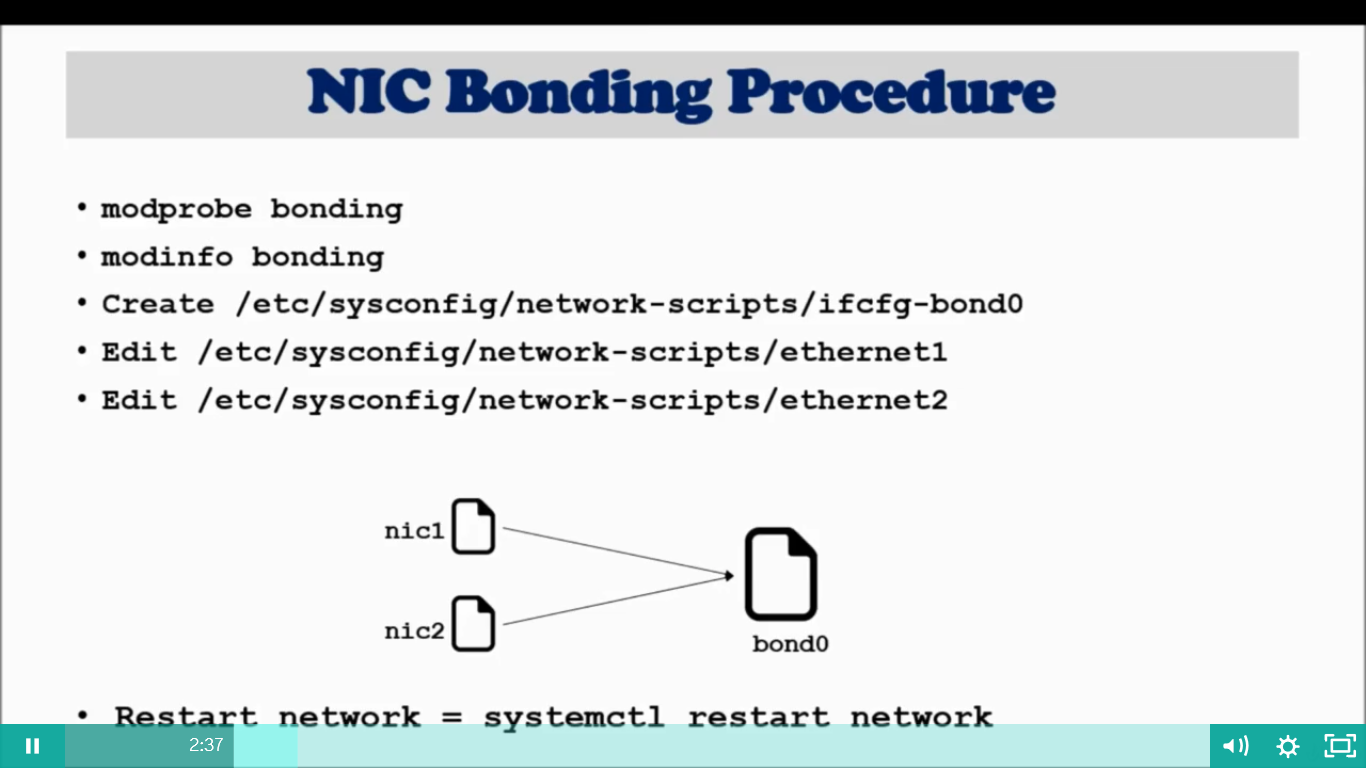 NIC Bonding Procedure
• modprobe bonding
• modinfo bonding
• Create /etc/sysconfig/network-scripts/ifcfg-bond0
• Edit /etc/sysconfig/network-scripts/ethernet1
• Edit /etc/sysconfig/network-scripts/ethernet2
nic1
nic2
bond0
• Restart network = systemctl restart network
2:37